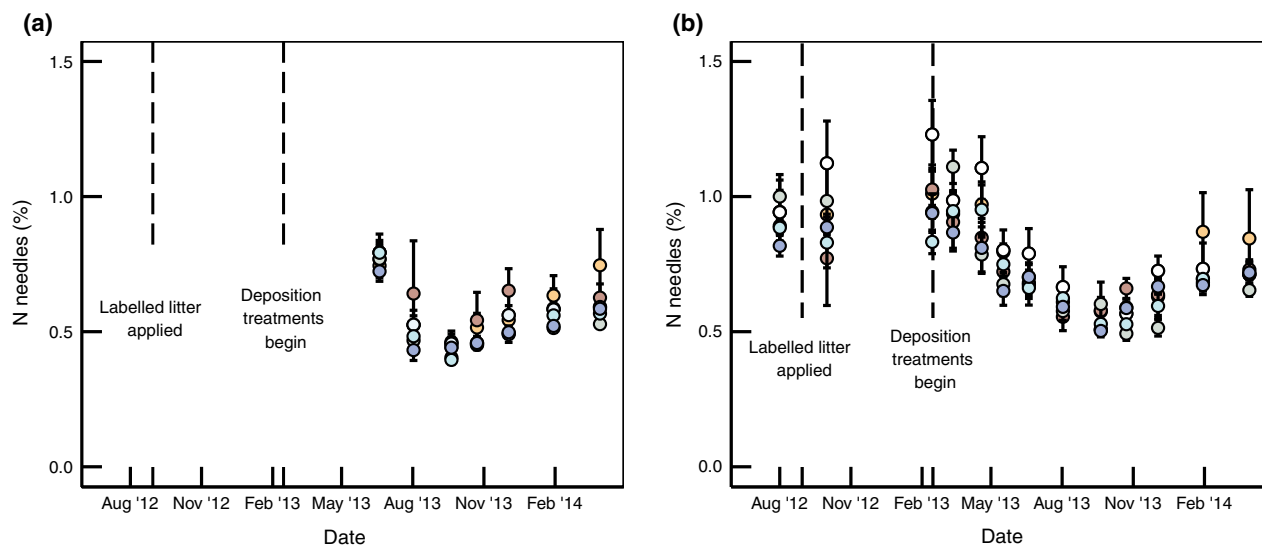 (a)
1.5
1.0
0.5
0.0
N needles (%)
Labelled litter
applied
Deposition
treatments
begin
Aug '12
Nov '12
Feb '13
May '13
Aug '13
Nov '13
Feb '14
Date
(b)
1.5
1.0
0.5
0.0
N needles (%)
Labelled litter
applied
Deposition
treatments
begin
Aug '12
Nov '12
Feb '13
May '13
Aug '13
Nov '13
Feb '14
Date